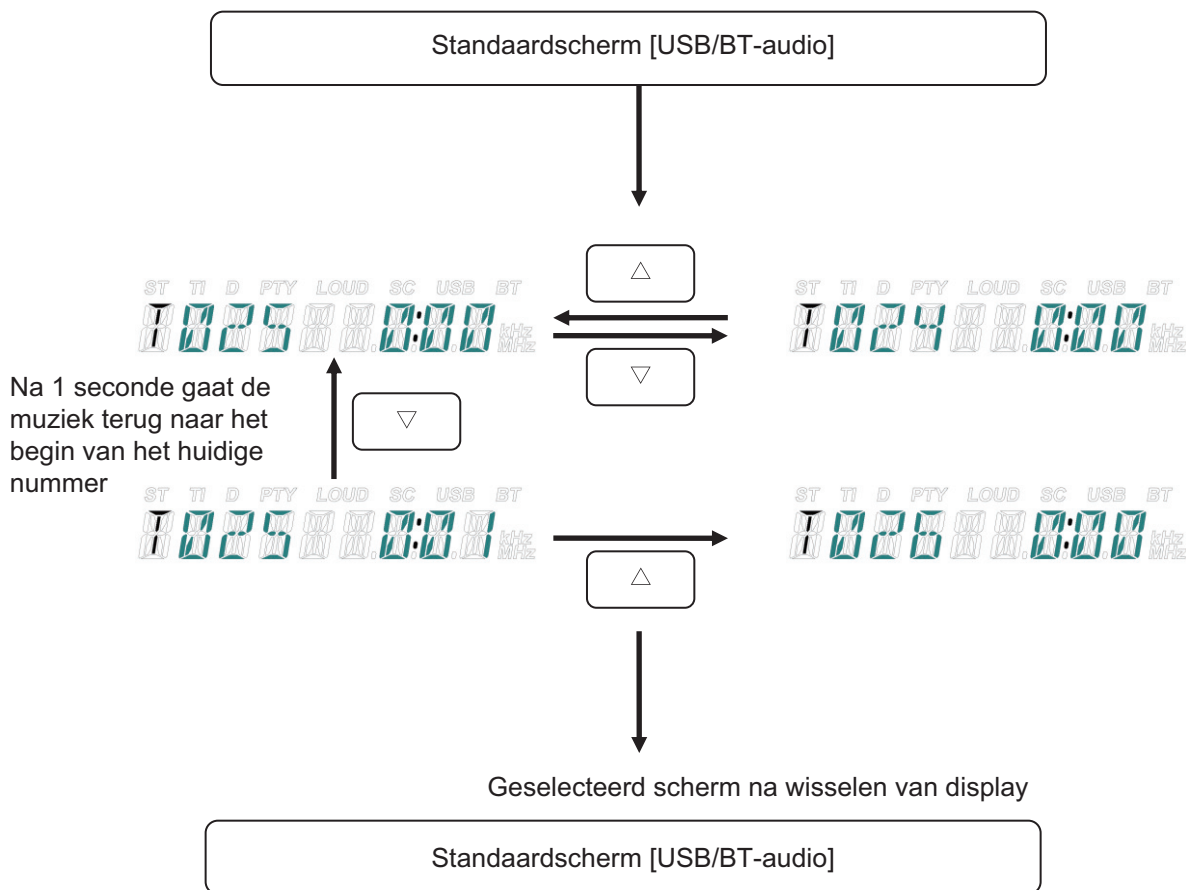 Standaardscherm [USB/BT-audio]
△
ST TI D PTY LOUD SC USB BT
T025 0:00 kHz MHz
ST TI D PTY LOUD SC USB BT
T024 0:00 kHz MHz
▽
Na 1 seconde gaat de
muziek terug naar het
begin van het huidige
nummer
▽
ST TI D PTY LOUD SC USB BT
T025 0:01 kHz MHz
ST TI D PTY LOUD SC USB BT
T026 0:00 kHz MHz
△
Geselecteerd scherm na wisselen van display
Standaardscherm [USB/BT-audio]